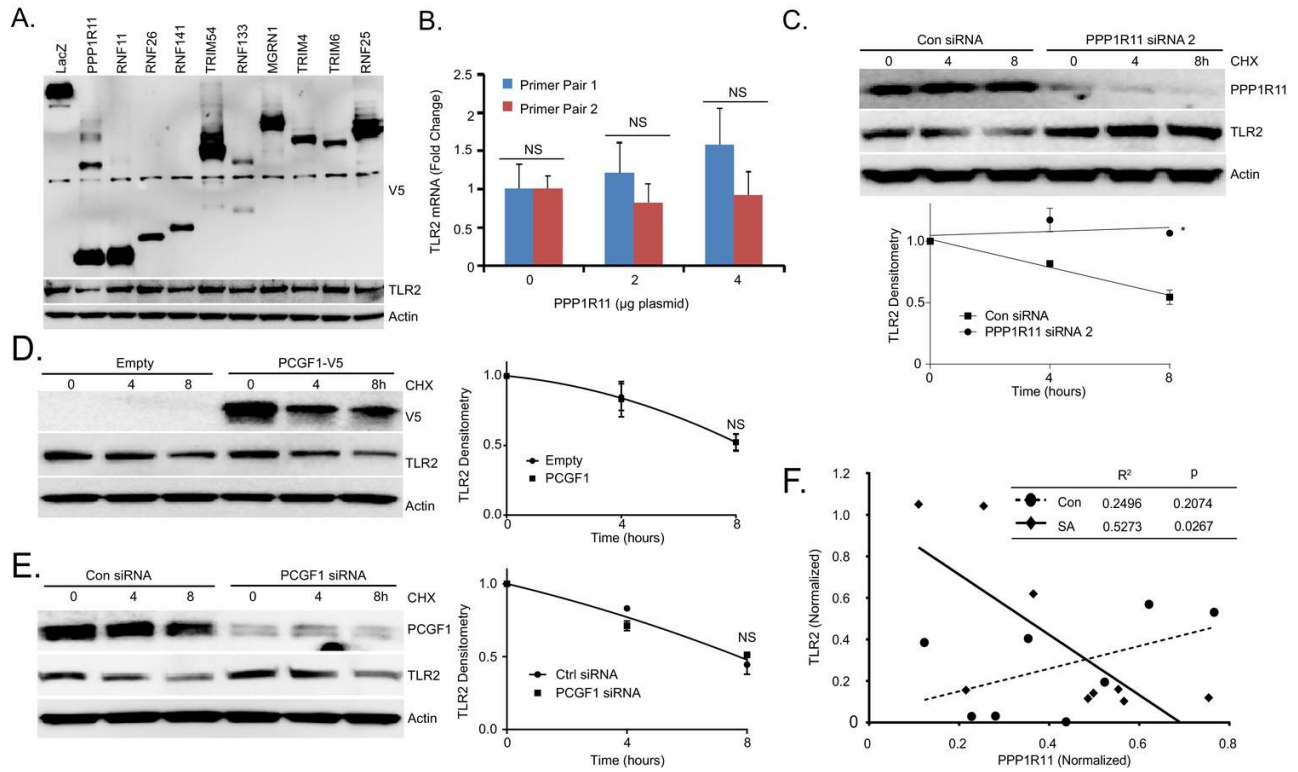 A.
LacZ PPP1R11 RNF11 RNF26 RNF141 TRIM54 RNF133 MGRN1 TRIM4 TRIM6 RNF25
V5
TLR2
Actin
B.
2.5
2
1.5
1
0.5
0
TLR2 mRNA (Fold Change)
Primer Pair 1
Primer Pair 2
NS NS NS
0 2 4
PPP1R11 (µg plasmid)
C.
Con siRNA PPP1R11 siRNA 2
0 4 8 0 4 8h CHX
PPP1R11
TLR2
Actin
1.0
0.5
0
TLR2 Densitometry
*
Con siRNA
PPP1R11 siRNA 2
0 4 8
Time (hours)
D.
Empty PCGF1-V5
0 4 8 0 4 8h CHX
V5
TLR2
Actin
1.0
0.5
0.0
TLR2 Densitometry
NS
Empty
PCGF1
0 4 8
Time (hours)
E.
Con siRNA PCGF1 siRNA
0 4 8 0 4 8h CHX
PCGF1
TLR2
Actin
1.0
0.5
0.0
TLR2 Densitometry
NS
Ctrl siRNA
PCGF1 siRNA
0 4 8
Time (hours)
F.
R² p
Con 0.2496 0.2074
SA 0.5273 0.0267
1.2
1.0
0.8
0.6
0.4
0.2
0
TLR2 (Normalized)
0 0.2 0.4 0.6 0.8
PPP1R11 (Normalized)